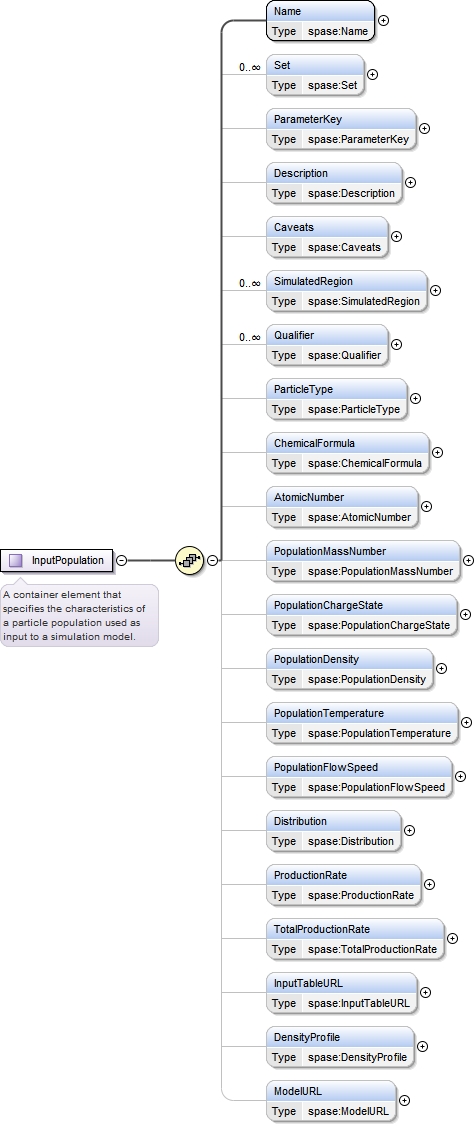 Name
Type spase:Name
0..∞
Set
Type spase:Set
ParameterKey
Type spase:ParameterKey
Description
Type spase:Description
Caveats
Type spase:Caveats
0..∞
SimulatedRegion
Type spase:SimulatedRegion
0..∞
Qualifier
Type spase:Qualifier
ParticleType
Type spase:ParticleType
ChemicalFormula
Type spase:ChemicalFormula
AtomicNumber
Type spase:AtomicNumber
InputPopulation
A container element that
specifies the characteristics of
a particle population used as
input to a simulation model.
PopulationMassNumber
Type spase:PopulationMassNumber
PopulationChargeState
Type spase:PopulationChargeState
PopulationDensity
Type spase:PopulationDensity
PopulationTemperature
Type spase:PopulationTemperature
PopulationFlowSpeed
Type spase:PopulationFlowSpeed
Distribution
Type spase:Distribution
ProductionRate
Type spase:ProductionRate
TotalProductionRate
Type spase:TotalProductionRate
InputTableURL
Type spase:InputTableURL
DensityProfile
Type spase:DensityProfile
ModelURL
Type spase:ModelURL